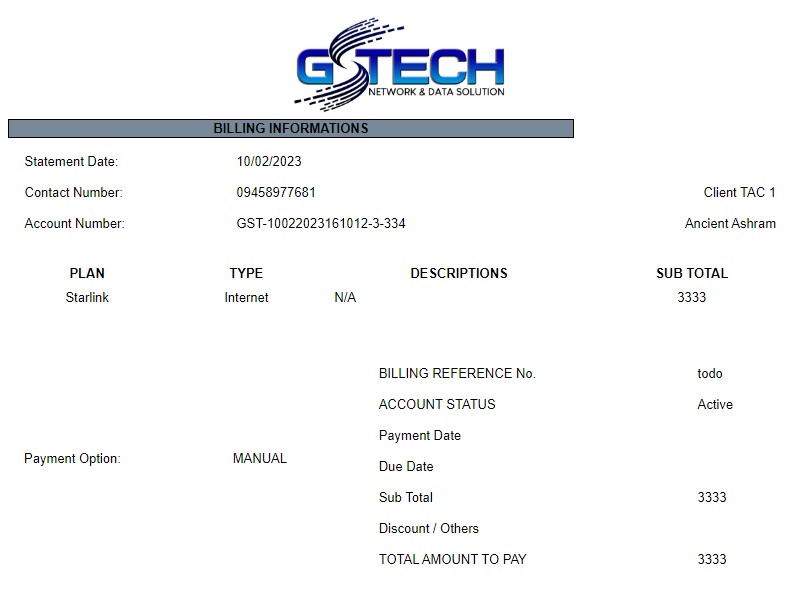 GSTECH
NETWORK & DATA SOLUTION
BILLING INFORMATIONS
Statement Date: 10/02/2023
Contact Number: 09458977681 Client TAC 1
Account Number: GST-10022023161012-3-334 Ancient Ashram
PLAN TYPE DESCRIPTIONS SUB TOTAL
Starlink Internet N/A 3333
BILLING REFERENCE No. todo
ACCOUNT STATUS Active
Payment Date
Payment Option: MANUAL
Due Date
Sub Total 3333
Discount / Others
TOTAL AMOUNT TO PAY 3333